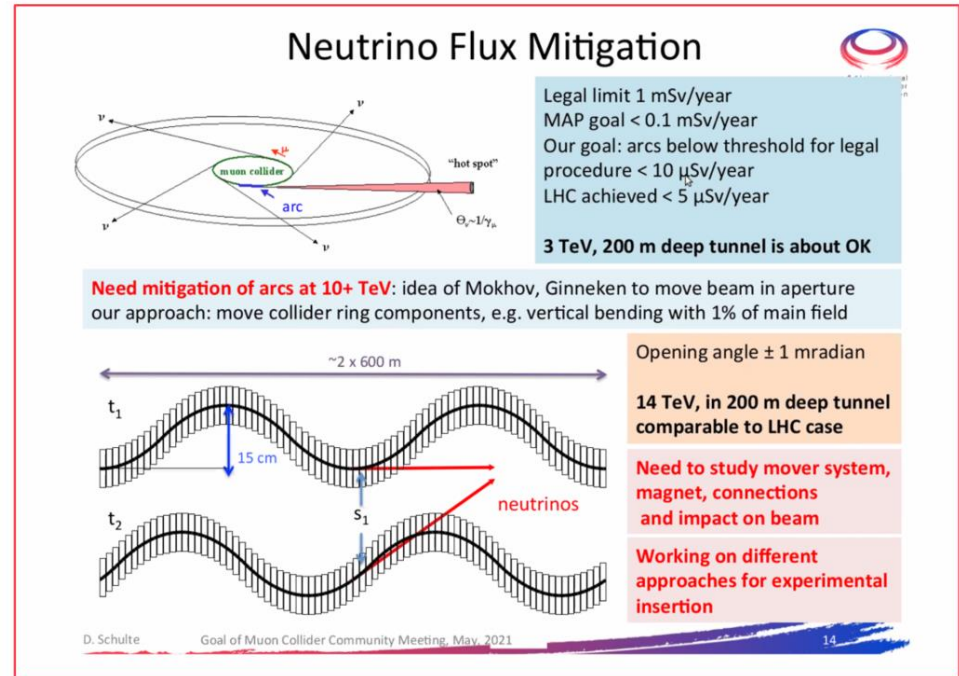 Neutrino Flux Mitigation
ν
ν
μ
muon collider
"hot spot"
arc
Θν~1/γμ
ν
ν
Legal limit 1 mSv/year
MAP goal < 0.1 mSv/year
Our goal: arcs below threshold for legal
procedure < 10 μSv/year
LHC achieved < 5 μSv/year
3 TeV, 200 m deep tunnel is about OK
Need mitigation of arcs at 10+ TeV: idea of Mokhov, Ginneken to move beam in aperture
our approach: move collider ring components, e.g. vertical bending with 1% of main field
~2 x 600 m
t1
15 cm
s1
neutrinos
t2
Opening angle ± 1 mradian
14 TeV, in 200 m deep tunnel
comparable to LHC case
Need to study mover system,
magnet, connections
and impact on beam
Working on different
approaches for experimental
insertion
D. Schulte
Goal of Muon Collider Community Meeting, May, 2021
14